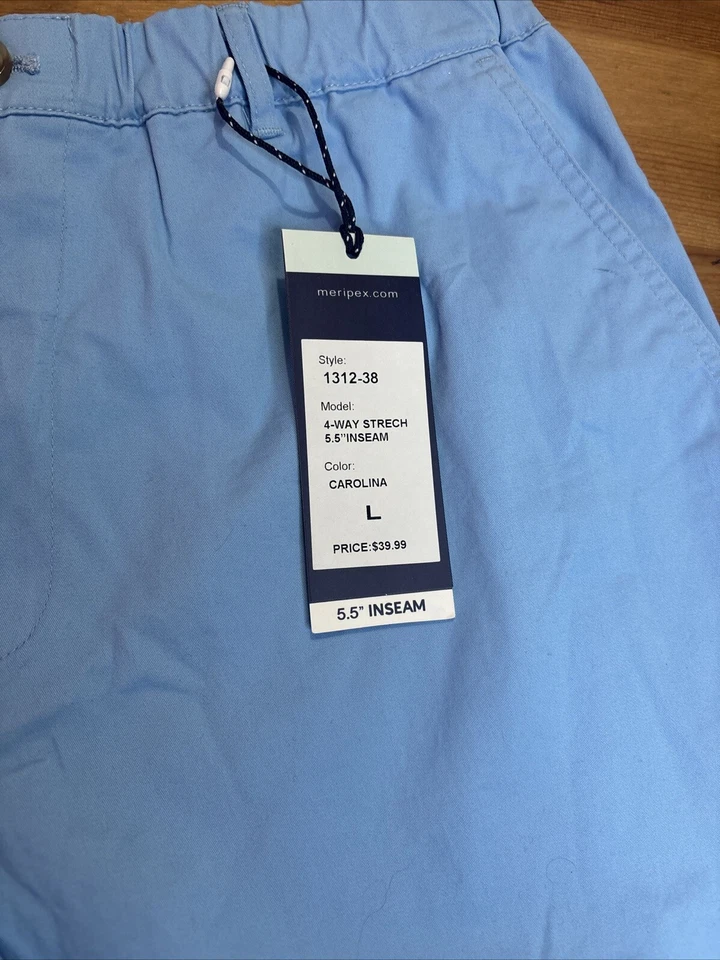 meripex.com
Style:
1312-38
Model:
4-WAY STRECH
5.5"INSEAM
Color:
CAROLINA
L
PRICE:$39.99
5.5" INSEAM